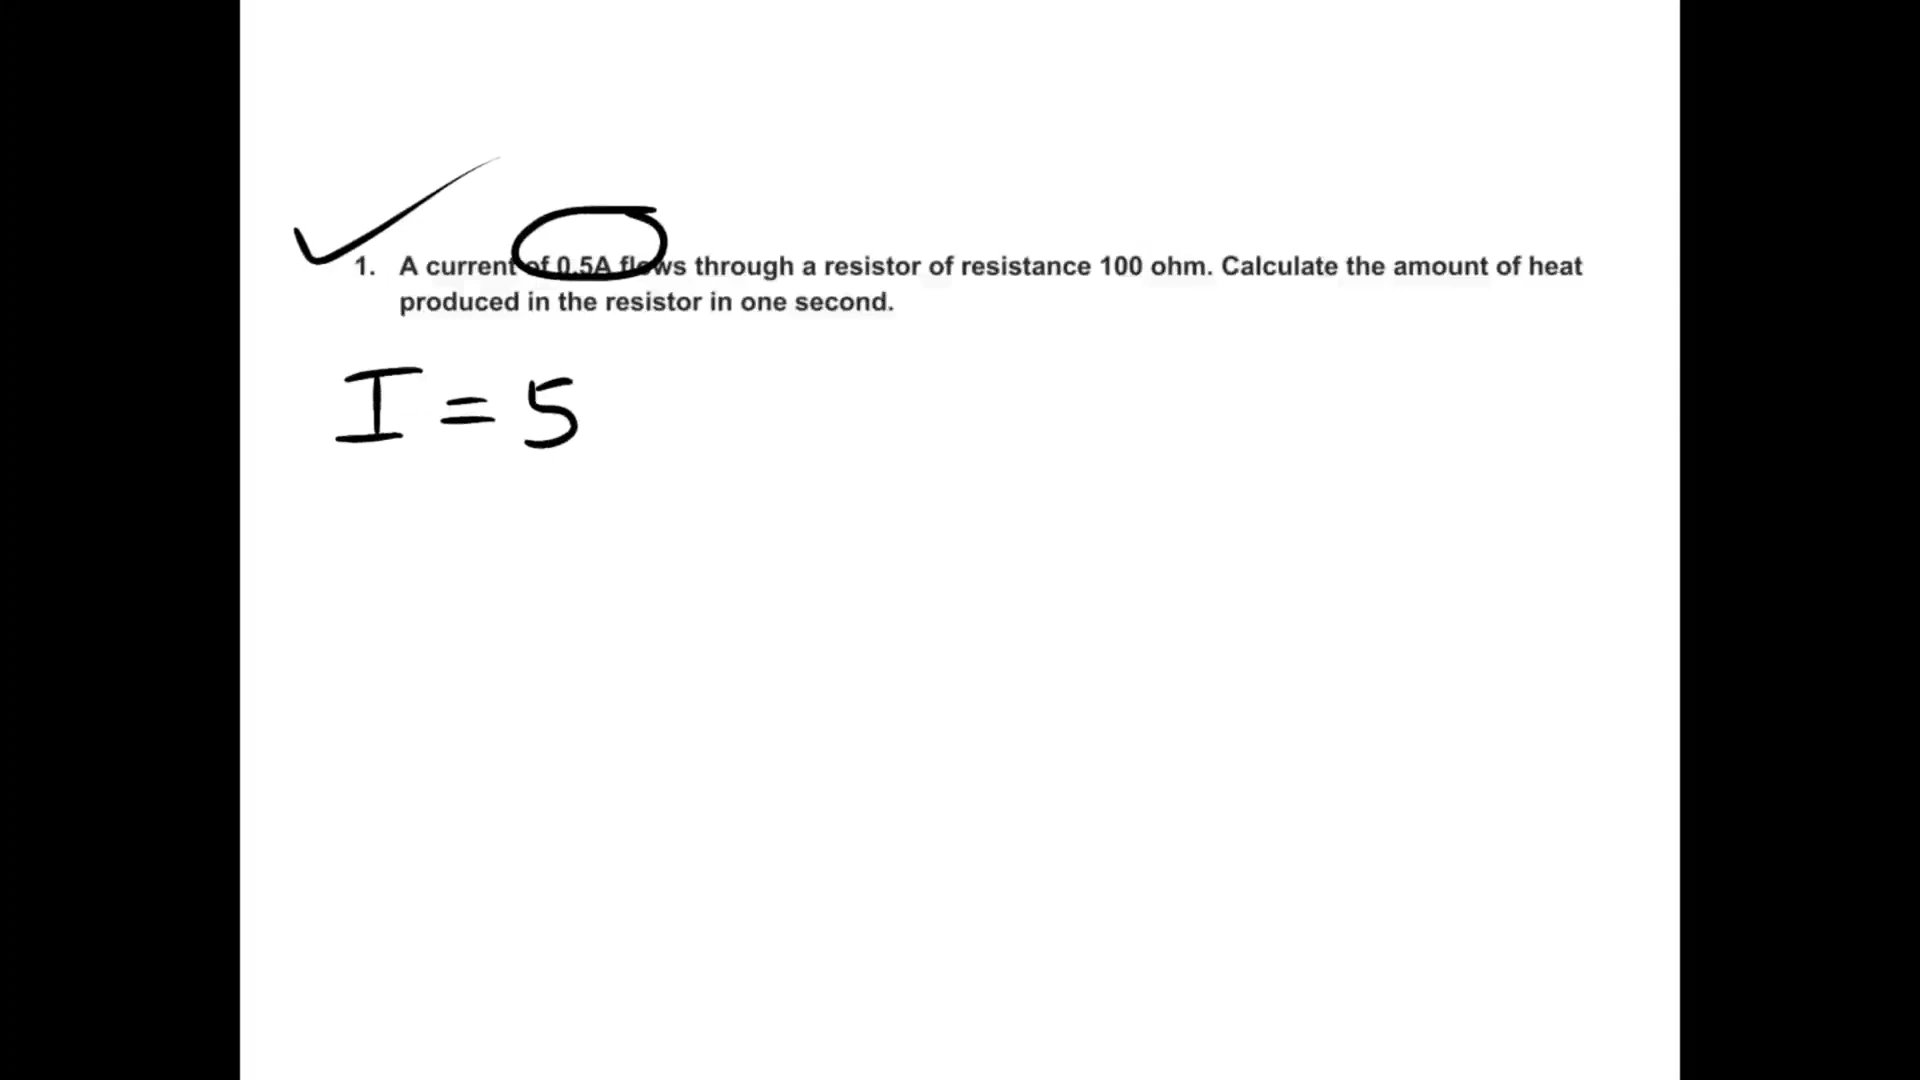 1. A current of 0.5A flows through a resistor of resistance 100 ohm. Calculate the amount of heat
produced in the resistor in one second.
I = 5